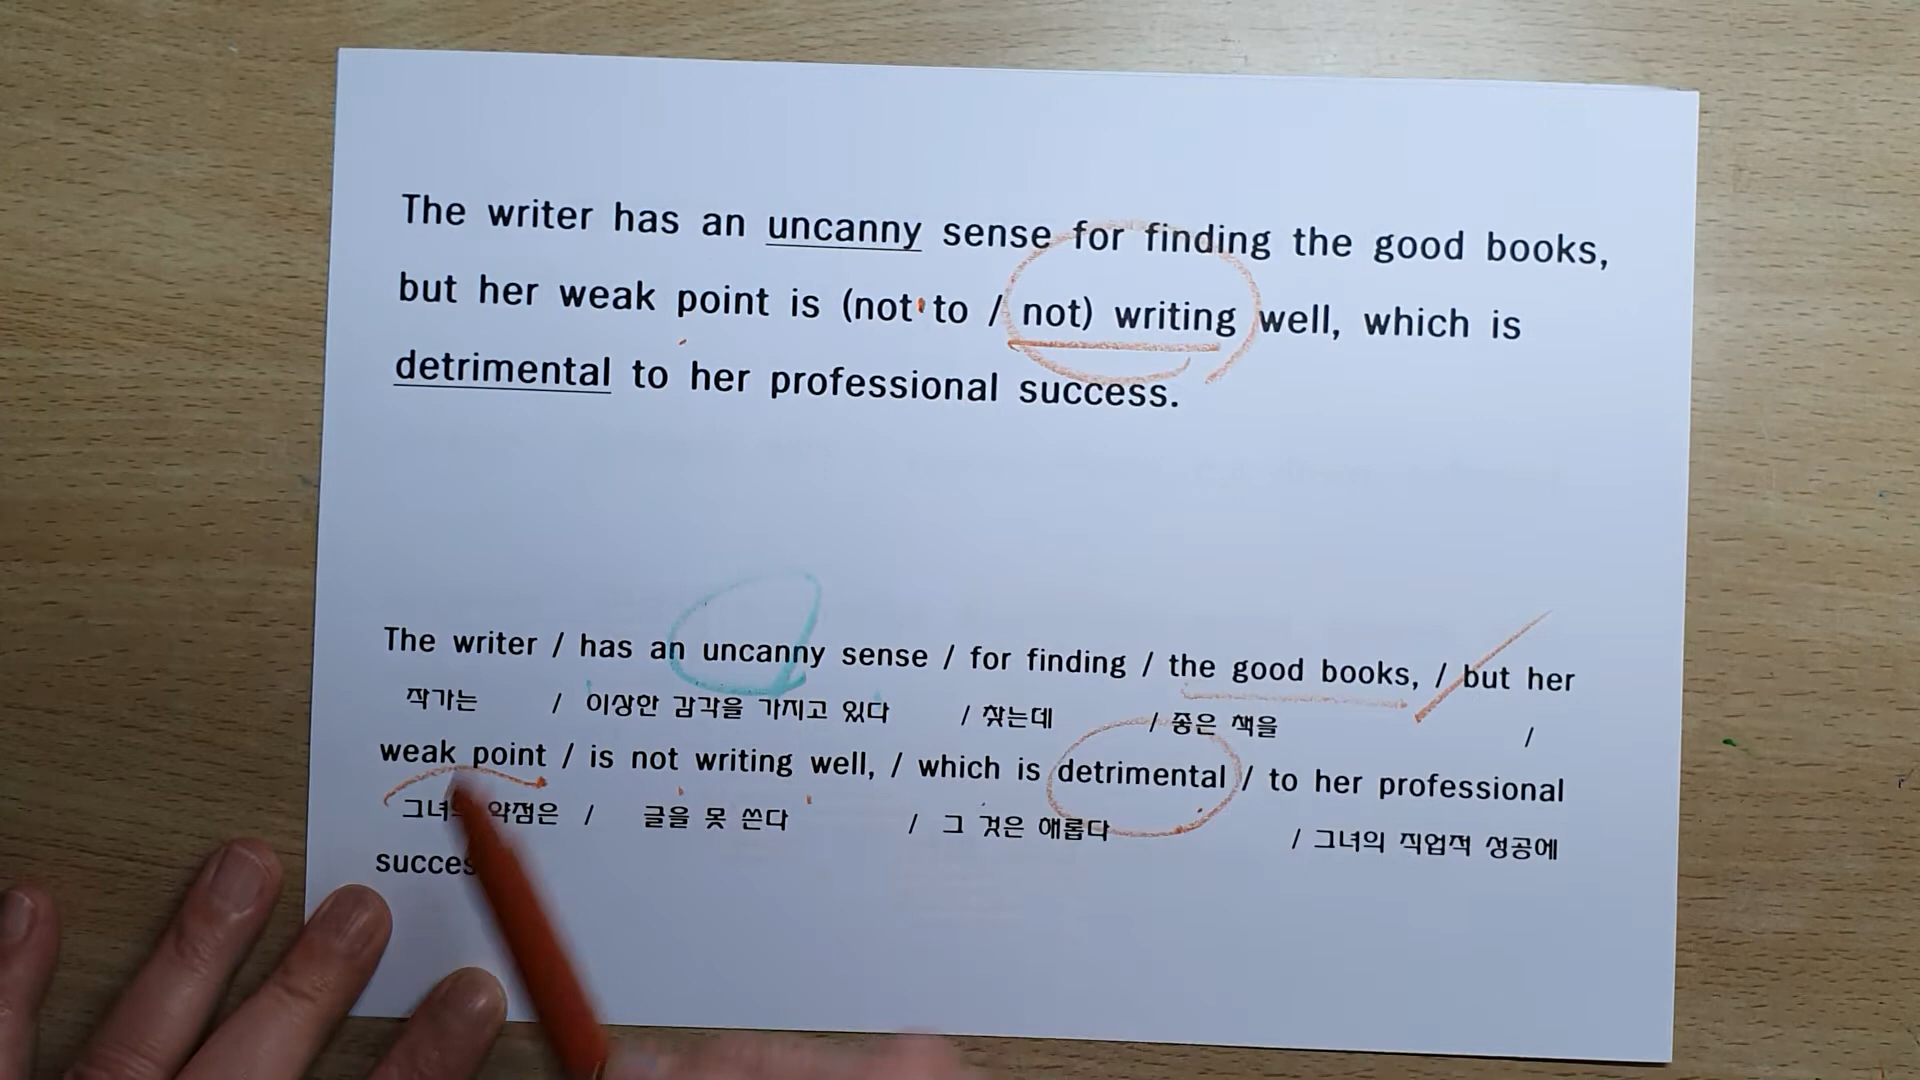 The writer has an uncanny sense for finding the good books,
but her weak point is (not to / not) writing well, which is
detrimental to her professional success.
The writer / has an uncanny sense / for finding / the good books, / but her
작가는 / 이상한 감각을 가지고 있다 / 찾는데 / 좋은 책을 /
weak point / is not writing well, / which is detrimental / to her professional
약점은 / 글을 못 쓴다 / 그 것은 해롭다 / 그녀의 직업적 성공에